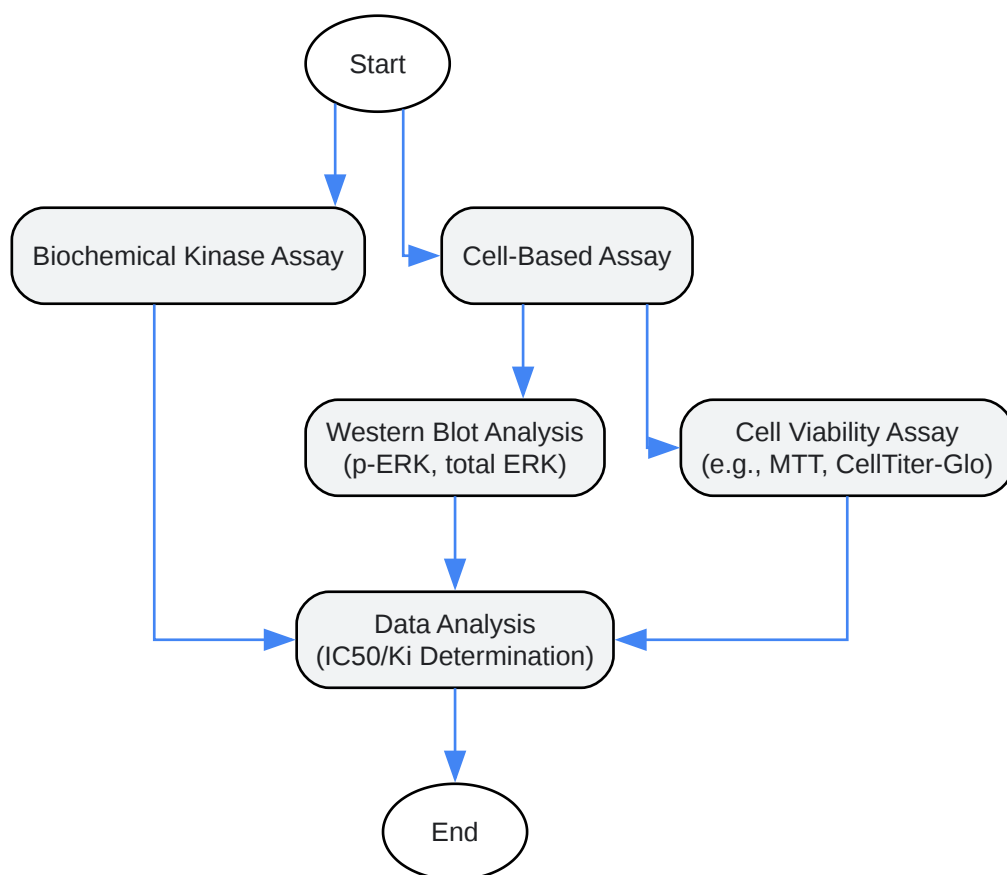 Start
Biochemical Kinase Assay
Cell-Based Assay
Western Blot Analysis
(p-ERK, total ERK)
Cell Viability Assay
(e.g., MTT, CellTiter-Glo)
Data Analysis
(IC50/Ki Determination)
End